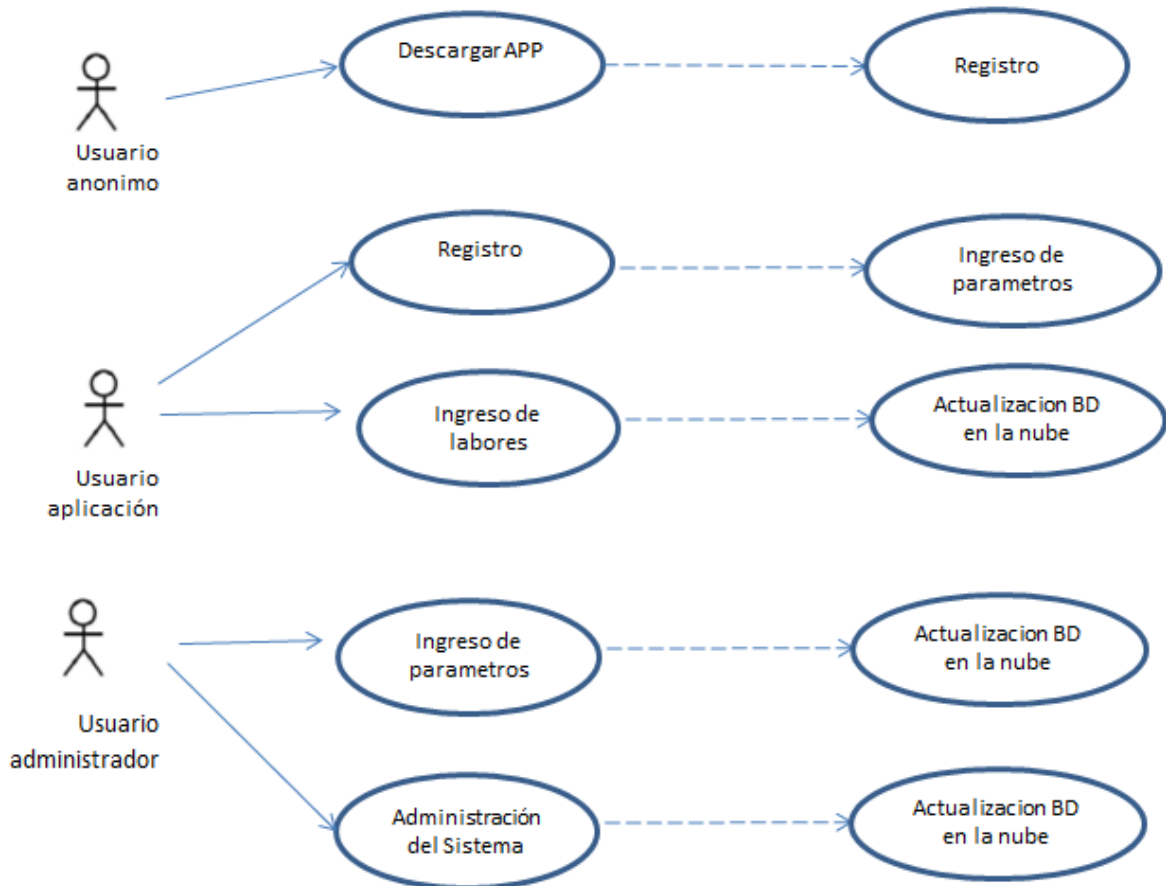 Descargar APP
Registro
Usuario
anonimo
Registro
Ingreso de
parametros
Usuario
aplicación
Ingreso de
labores
Actualizacion BD
en la nube
Usuario
administrador
Ingreso de
parametros
Actualizacion BD
en la nube
Administración
del Sistema
Actualizacion BD
en la nube